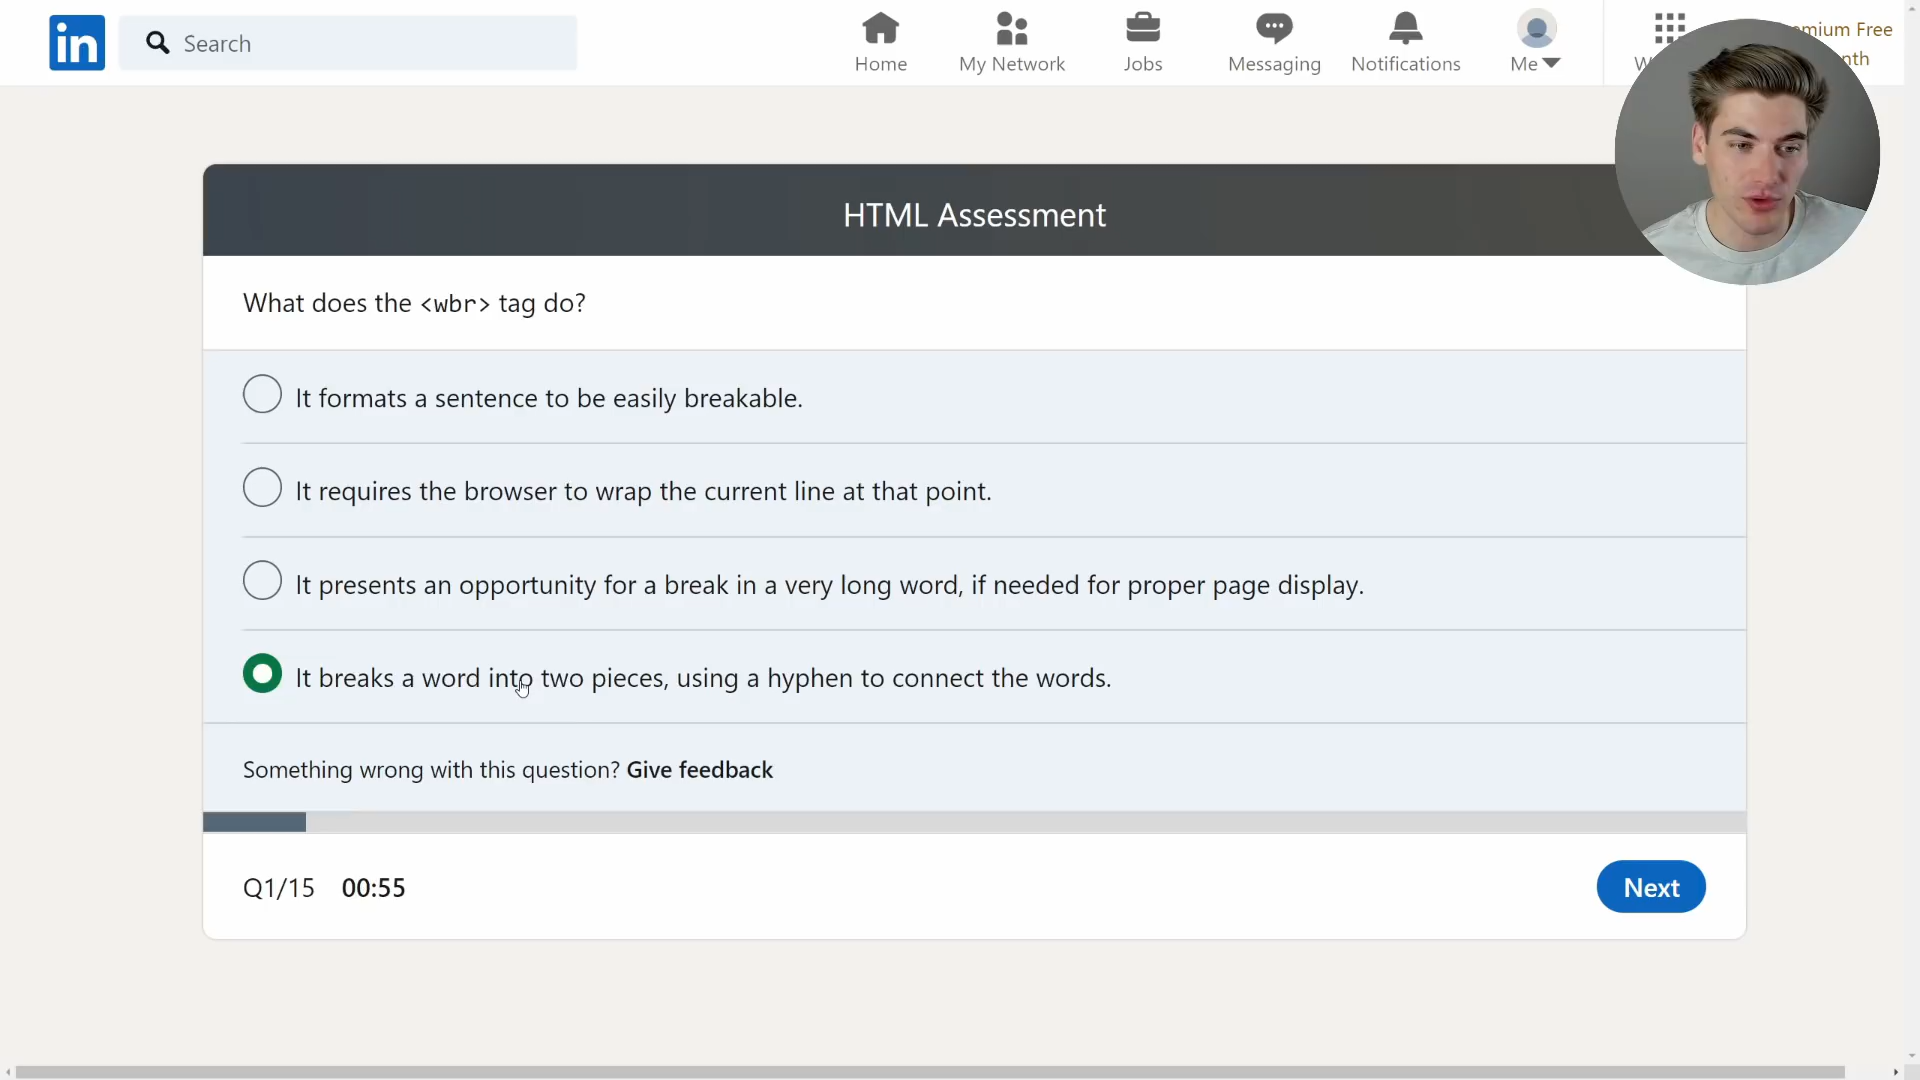 in
Search
Home
My Network
Jobs
Messaging
Notifications
Me
Free
HTML Assessment
What does the <wbr> tag do?
It formats a sentence to be easily breakable.
It requires the browser to wrap the current line at that point.
It presents an opportunity for a break in a very long word, if needed for proper page display.
It breaks a word into two pieces, using a hyphen to connect the words.
Something wrong with this question? Give feedback
Q1/15 00:55
Next